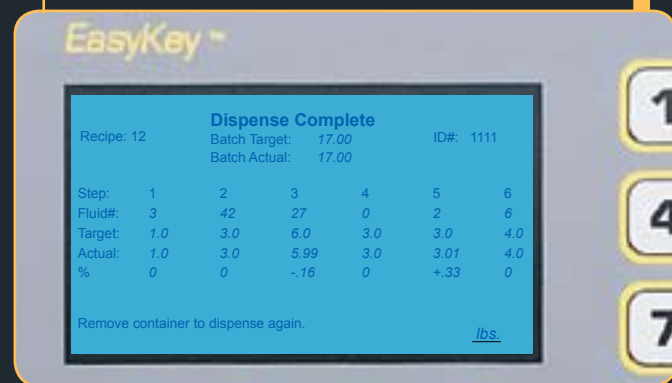 EasyKey ™
Dispense Complete
Recipe: 12 Batch Target: 17.00 ID#: 1111
Batch Actual: 17.00
Step: 1 2 3 4 5 6
Fluid#: 3 42 27 0 2 6
Target: 1.0 3.0 6.0 3.0 3.0 4.0
Actual: 1.0 3.0 5.99 3.0 3.01 4.0
% 0 0 -.16 0 +.33 0
Remove container to dispense again.
lbs.
1
4
7